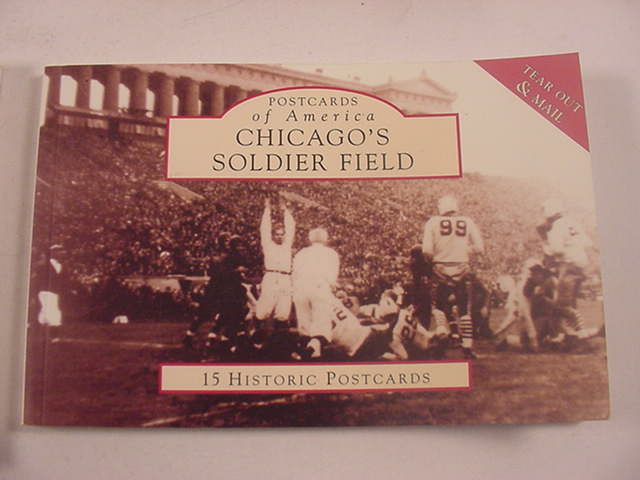 POSTCARDS
of America
CHICAGO'S
SOLDIER FIELD
TEAR OUT
& MAIL
99
15 HISTORIC POSTCARDS